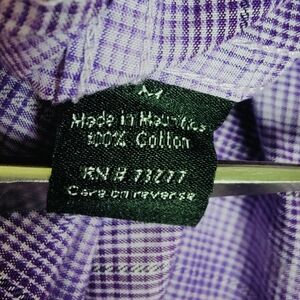 M
Made in Mauritius
100% Cotton
RN # 73277
Care on reverse